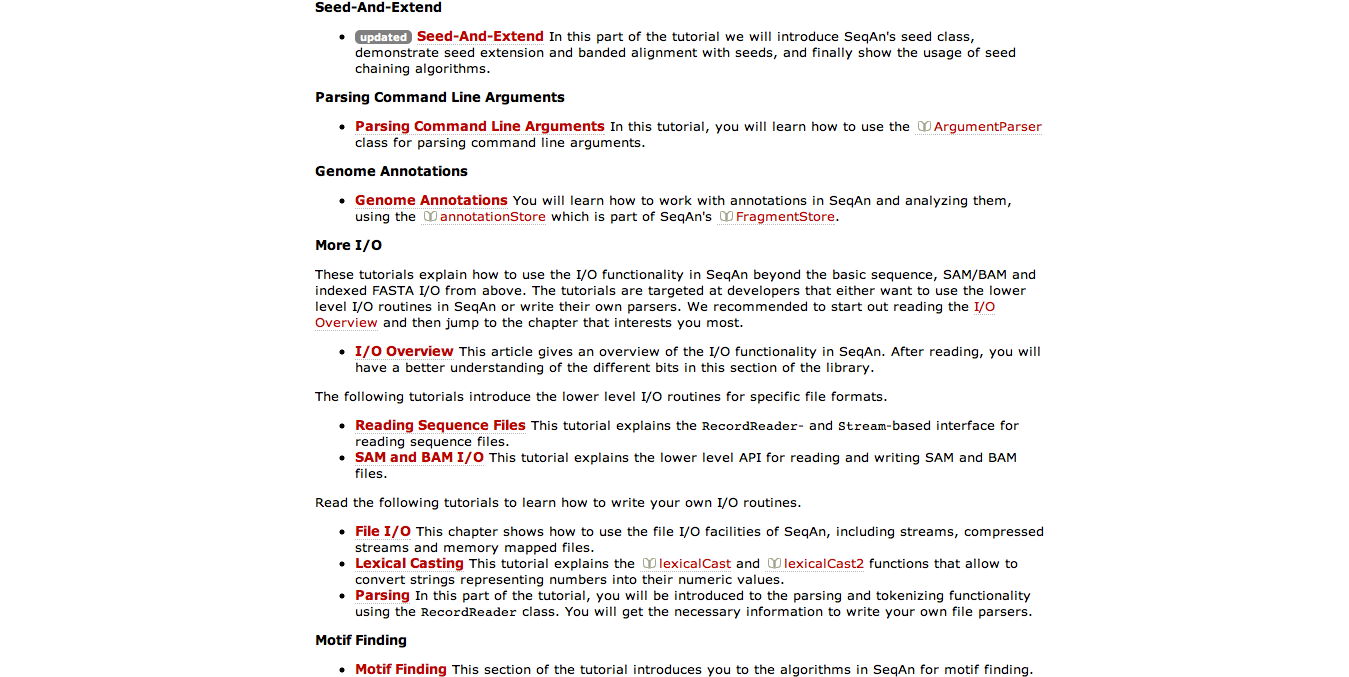 Seed-And-Extend
updated Seed-And-Extend In this part of the tutorial we will introduce SeqAn's seed class,
demonstrate seed extension and banded alignment with seeds, and finally show the usage of seed
chaining algorithms.
Parsing Command Line Arguments
Parsing Command Line Arguments In this tutorial, you will learn how to use the ArgumentParser
class for parsing command line arguments.
Genome Annotations
Genome Annotations You will learn how to work with annotations in SeqAn and analyzing them,
using the annotationStore which is part of SeqAn's FragmentStore.
More I/O
These tutorials explain how to use the I/O functionality in SeqAn beyond the basic sequence, SAM/BAM and
indexed FASTA I/O from above. The tutorials are targeted at developers that either want to use the lower
level I/O routines in SeqAn or write their own parsers. We recommended to start out reading the I/O
Overview and then jump to the chapter that interests you most.
I/O Overview This article gives an overview of the I/O functionality in SeqAn. After reading, you will
have a better understanding of the different bits in this section of the library.
The following tutorials introduce the lower level I/O routines for specific file formats.
Reading Sequence Files This tutorial explains the RecordReader- and Stream-based interface for
reading sequence files.
SAM and BAM I/O This tutorial explains the lower level API for reading and writing SAM and BAM
files.
Read the following tutorials to learn how to write your own I/O routines.
File I/O This chapter shows how to use the file I/O facilities of SeqAn, including streams, compressed
streams and memory mapped files.
Lexical Casting This tutorial explains the lexicalCast and lexicalCast2 functions that allow to
convert strings representing numbers into their numeric values.
Parsing In this part of the tutorial, you will be introduced to the parsing and tokenizing functionality
using the RecordReader class. You will get the necessary information to write your own file parsers.
Motif Finding
Motif Finding This section of the tutorial introduces you to the algorithms in SeqAn for motif finding.